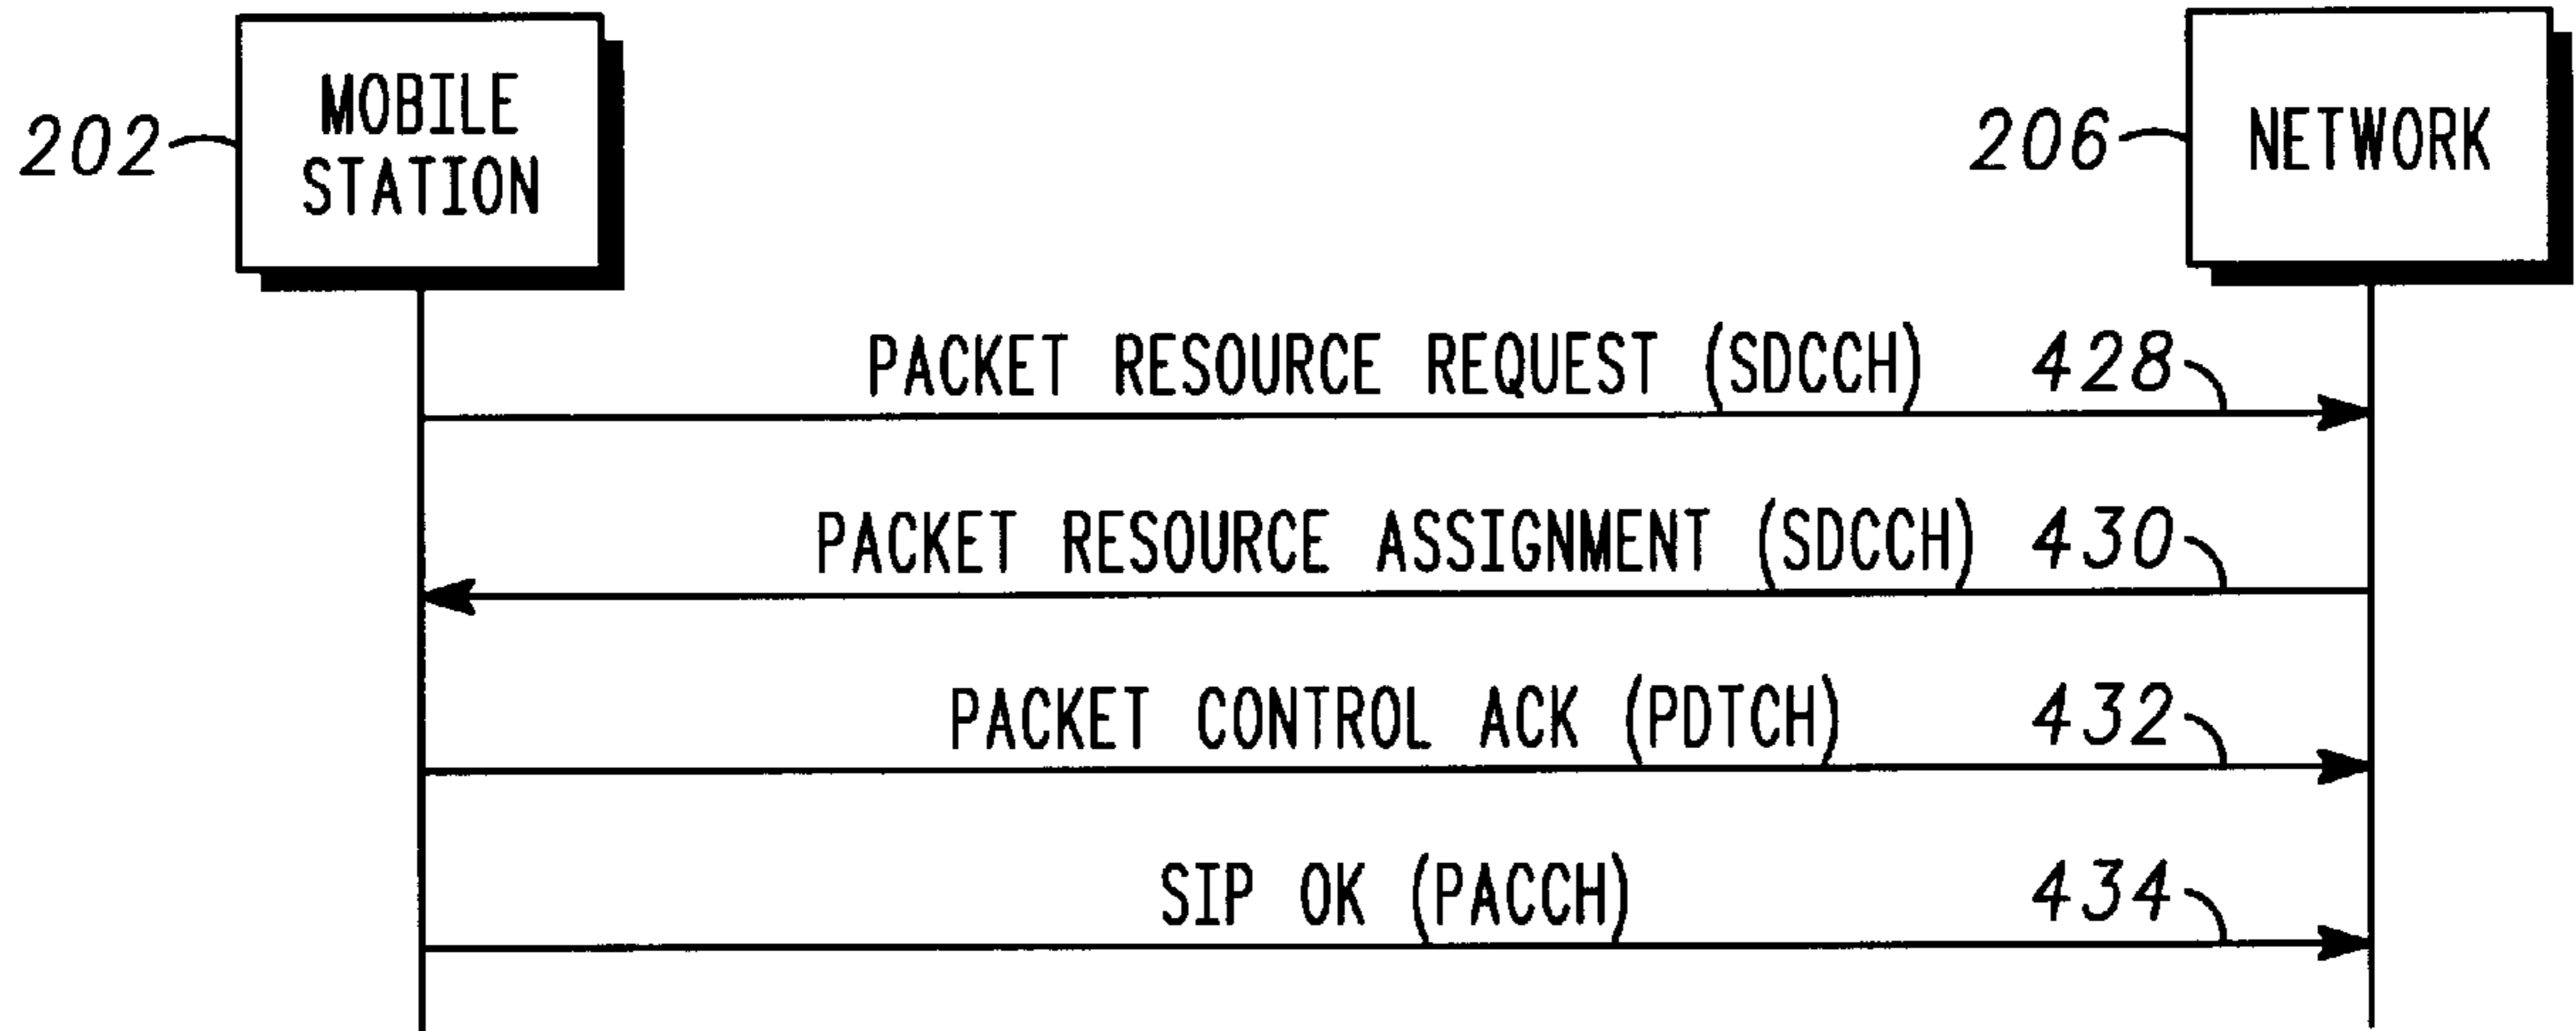 202
MOBILE
STATION
206
NETWORK
PACKET RESOURCE REQUEST (SDCCH) 428
PACKET RESOURCE ASSIGNMENT (SDCCH) 430
PACKET CONTROL ACK (PDTCH) 432
SIP OK (PACCH) 434